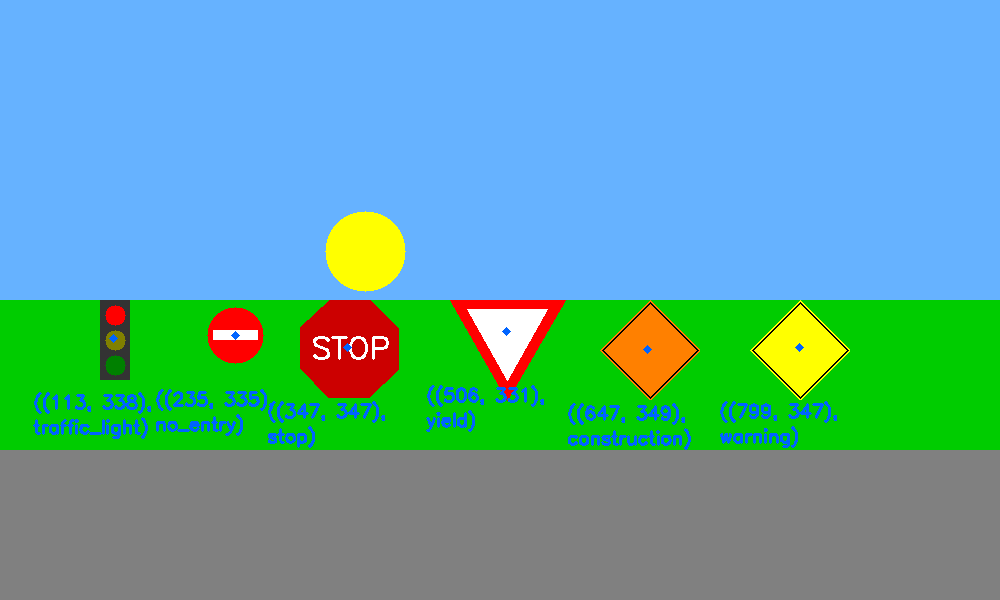 STOP
((113, 338),
traffic_light)
((235, 335),
no_entry)
((347, 347),
stop)
((506, 331),
yield)
((647, 349),
construction)
((799, 347),
warning)